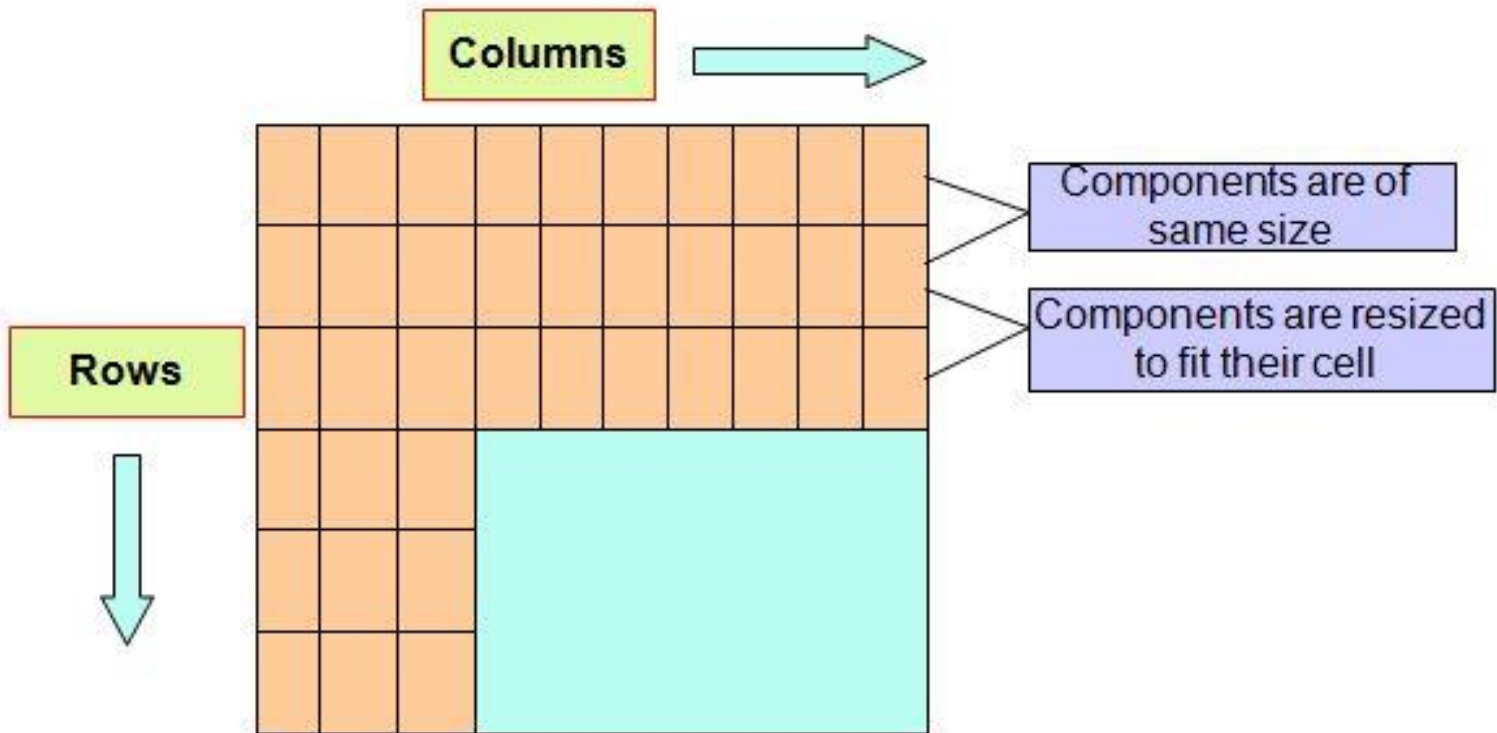 Columns
Components are of
same size
Components are resized
to fit their cell
Rows